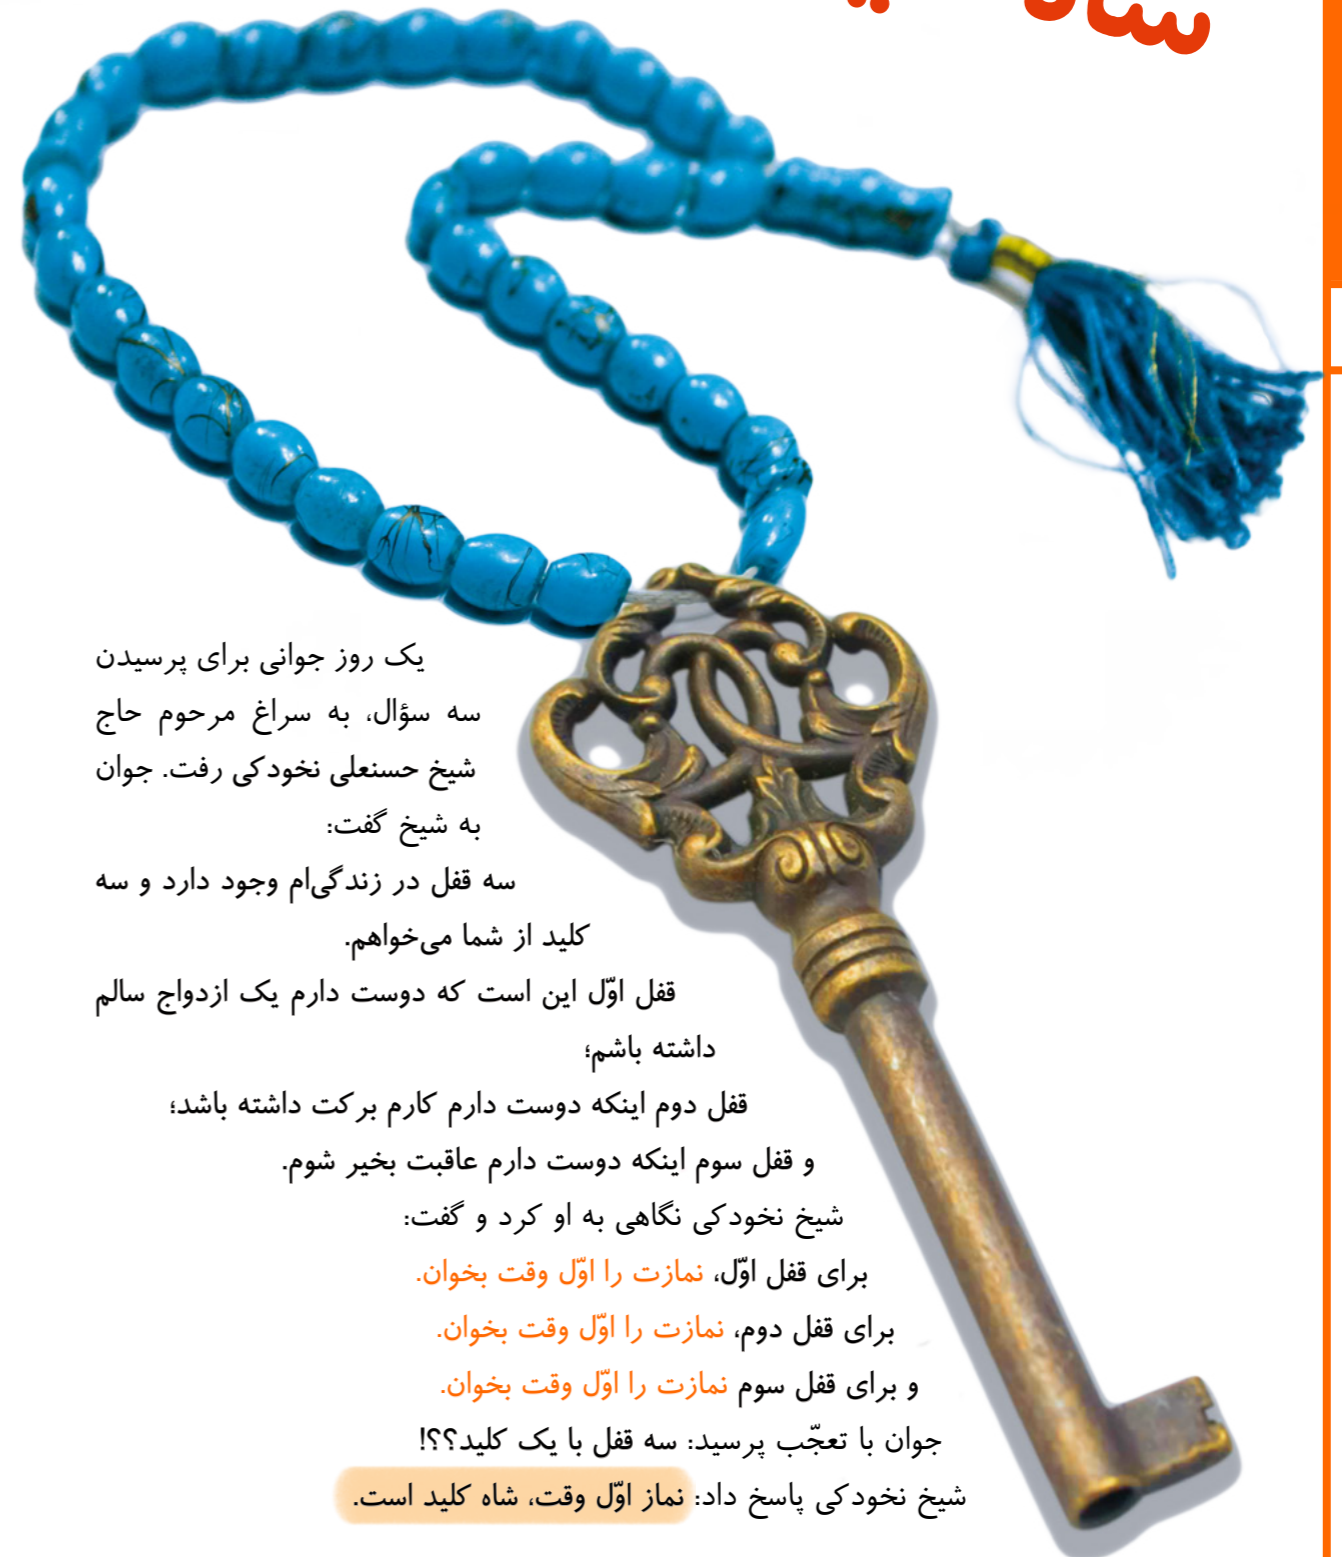 یک روز جوانی برای پرسیدن
سه سؤال، به سراغ مرحوم حاج
شیخ حسنعلی نخودکی رفت. جوان
به شیخ گفت:
سه قفل در زندگی‌ام وجود دارد و سه
کلید از شما می‌خواهم.
قفل اوّل این است که دوست دارم یک ازدواج سالم
داشته باشم؛
قفل دوم اینکه دوست دارم کارم برکت داشته باشد؛
و قفل سوم اینکه دوست دارم عاقبت بخیر شوم.
شیخ نخودکی نگاهی به او کرد و گفت:
برای قفل اوّل، نمازت را اوّل وقت بخوان.
برای قفل دوم، نمازت را اوّل وقت بخوان.
و برای قفل سوم نمازت را اوّل وقت بخوان.
جوان با تعجّب پرسید: سه قفل با یک کلید؟؟!
شیخ نخودکی پاسخ داد: نماز اوّل وقت، شاه کلید است.